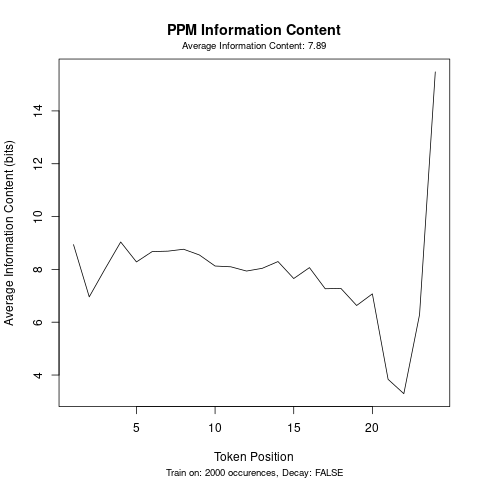 PPM Information Content
Average Information Content: 7.89
Average Information Content (bits)
14
12
10
8
6
4
5
10
15
20
Token Position
Train on: 2000 occurences, Decay: FALSE